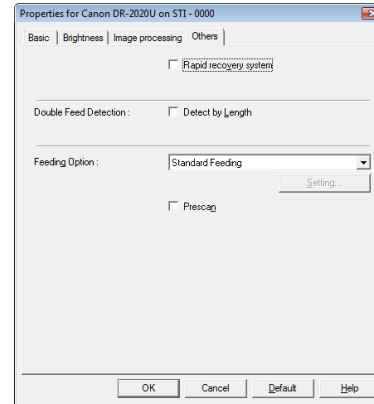 Properties for Canon DR-2020U on STI - 0000
Basic Brightness Image processing Others
Rapid recovery system
Double Feed Detection : Detect by Length
Feeding Option : Standard Feeding
Setting...
Prescan
OK Cancel Default Help